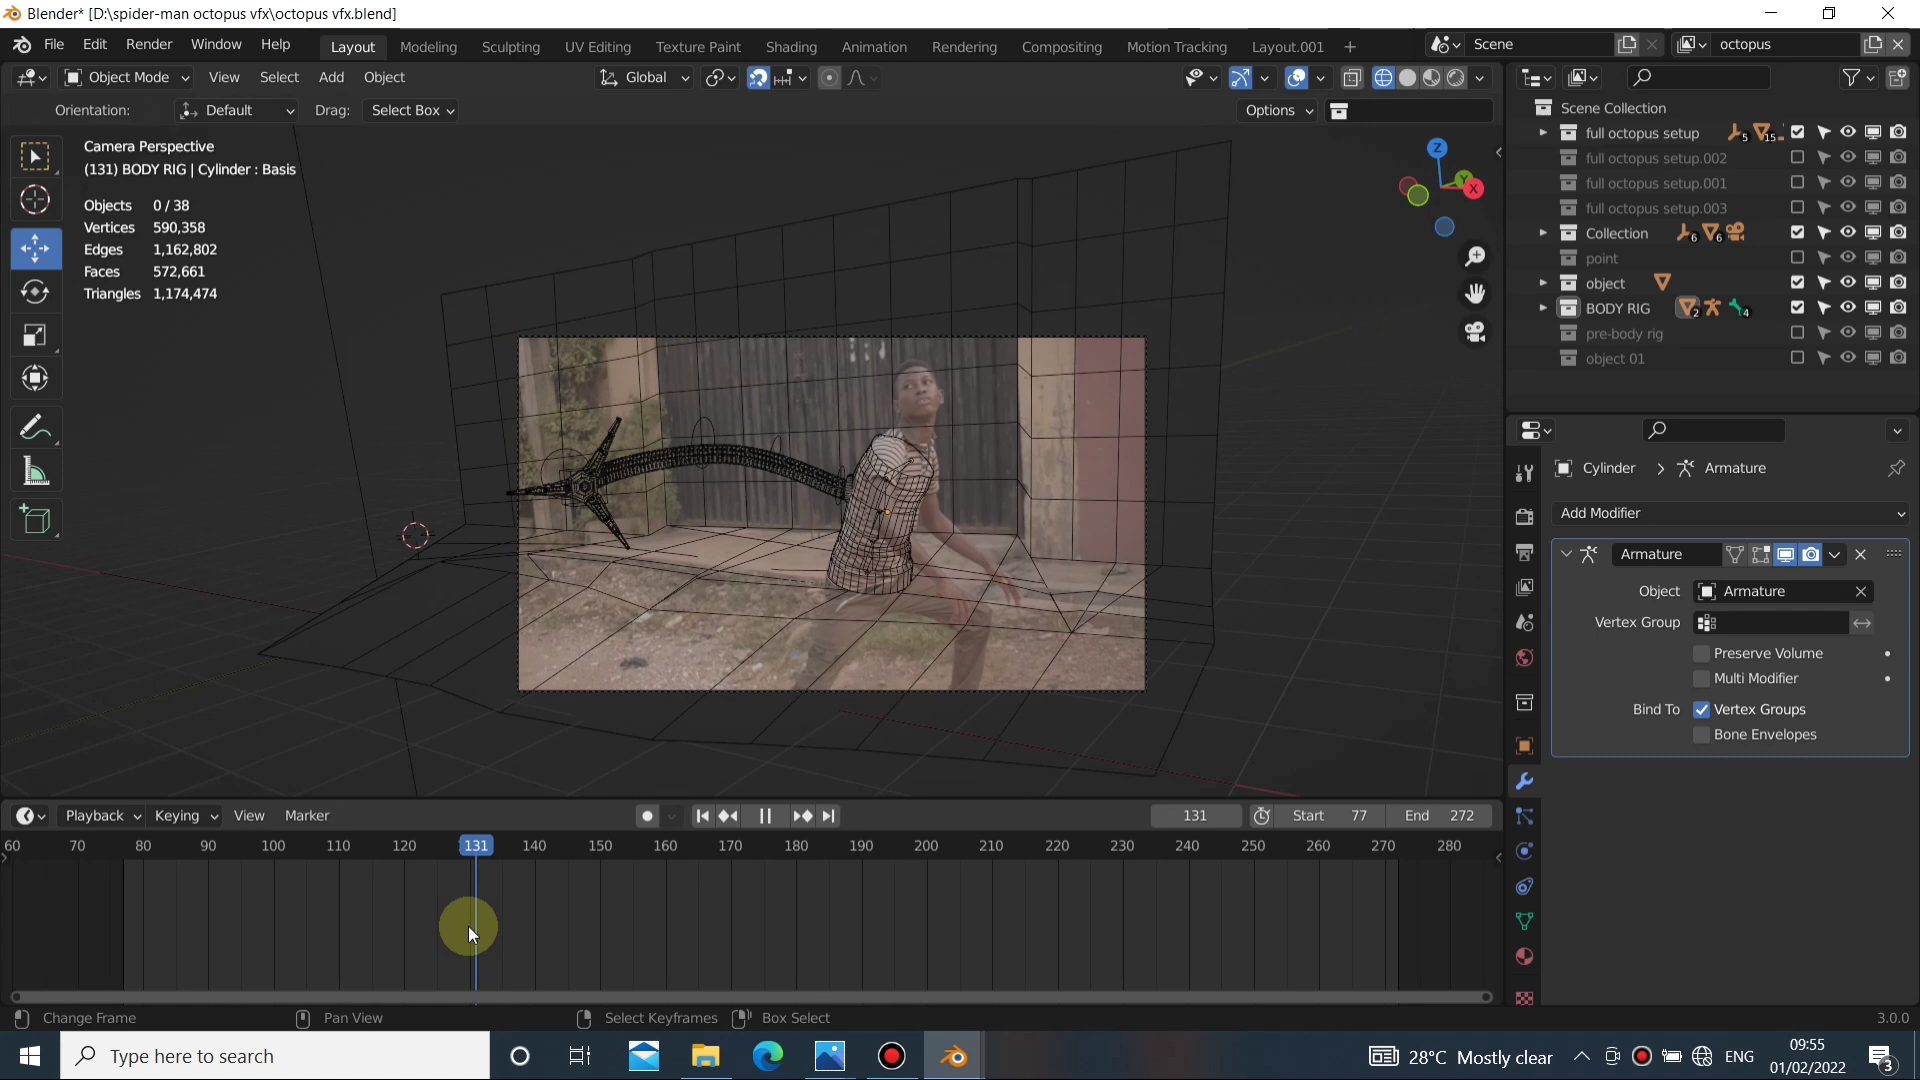 Blender* [D:\spider-man octopus vfx\octopus vfx.blend]
File Edit Render Window Help Layout Modeling Sculpting UV Editing Texture Paint Shading Animation Rendering Compositing Motion Tracking Layout.001 + Scene octopus
Object Mode View Select Add Object Global
Orientation: Default Drag: Select Box Options
Camera Perspective
(131) BODY RIG | Cylinder : Basis
Objects 0 / 38
Vertices 590,358
Edges 1,162,802
Faces 572,661
Triangles 1,174,474
Z
Y
X
Scene Collection
full octopus setup 5 15
full octopus setup.002
full octopus setup.001
full octopus setup.003
Collection 6 6
point
object
BODY RIG 2 4
pre-body rig
object 01
Cylinder > Armature
Add Modifier
Armature
Object Armature
Vertex Group
Preserve Volume
Multi Modifier
Bind To Vertex Groups
Bone Envelopes
Playback Keying View Marker 131 Start 77 End 272
60 70 80 90 100 110 120 131 140 150 160 170 180 190 200 210 220 230 240 250 260 270 280
Change Frame Pan View Select Keyframes Box Select 3.0.0
Type here to search
28°C Mostly clear ENG
09:55
01/02/2022
3